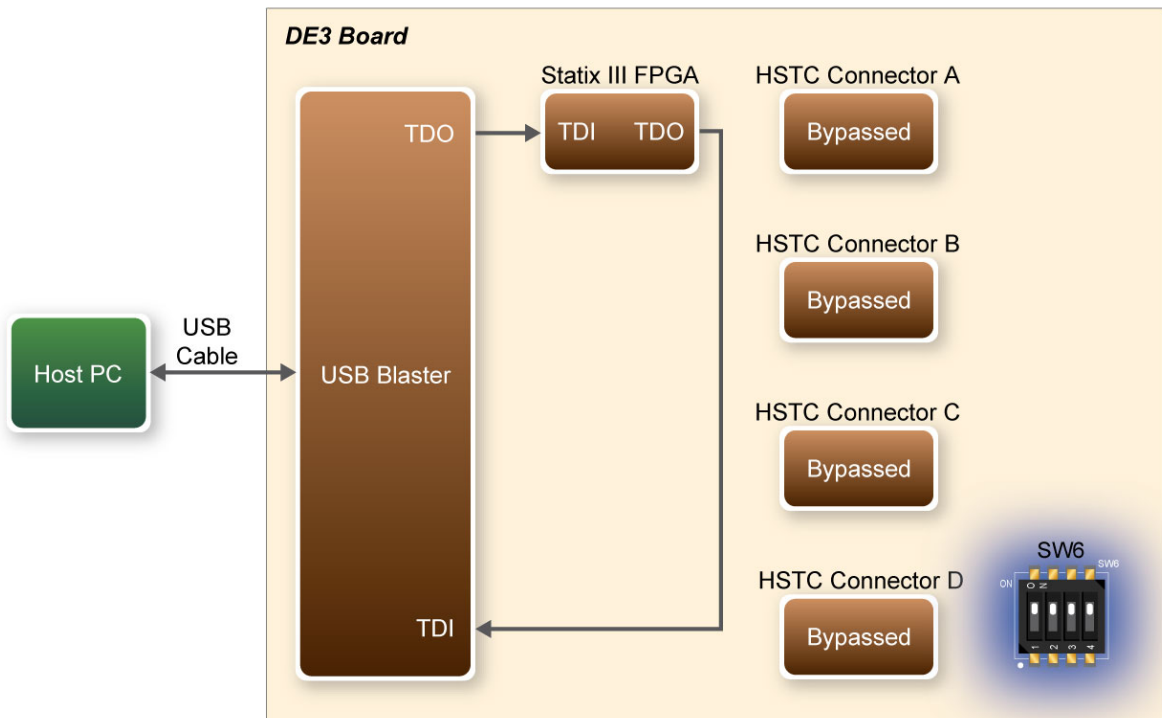 DE3 Board
Statix III FPGA
HSTC Connector A
TDO
TDI
TDO
Bypassed
HSTC Connector B
Bypassed
USB
Cable
Host PC
USB Blaster
HSTC Connector C
Bypassed
SW6
SW6
ON
ON
1 2 3 4
HSTC Connector D
TDI
Bypassed